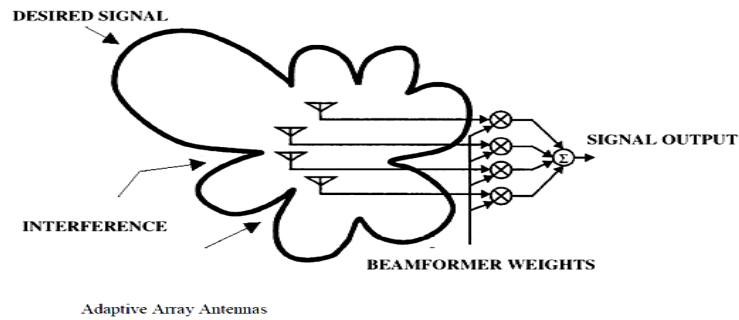 DESIRED SIGNAL
Σ
SIGNAL OUTPUT
INTERFERENCE
BEAMFORMER WEIGHTS
Adaptive Array Antennas